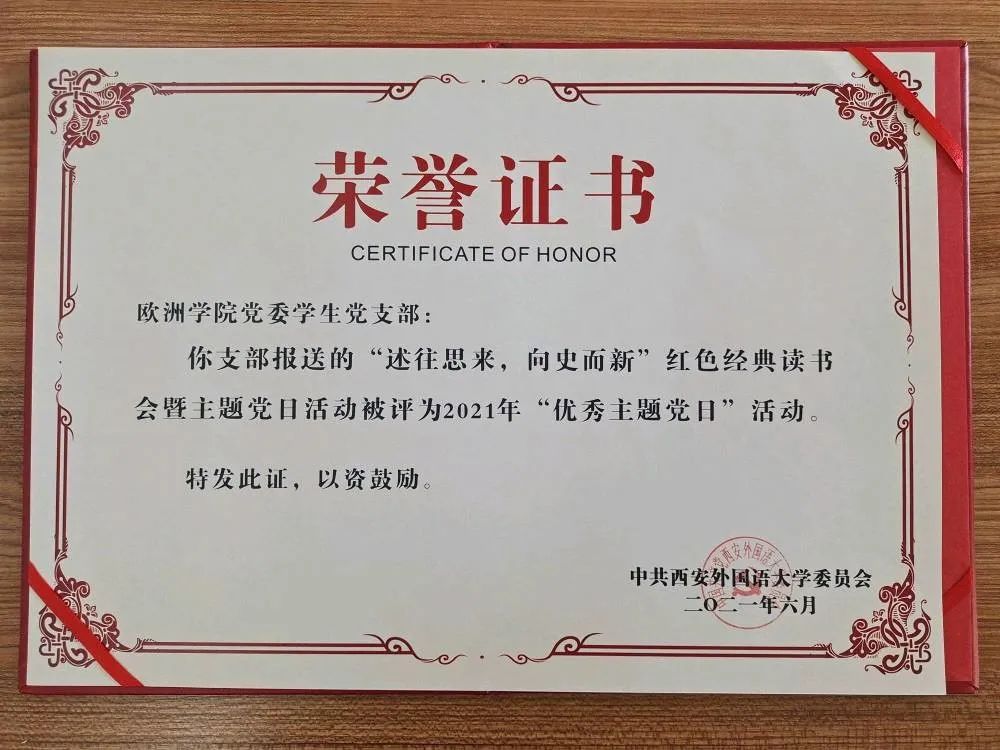 荣誉证书
CERTIFICATE OF HONOR
欧洲学院党委学生党支部：
你支部报送的“述往思来，向史而新”红色经典读书
会暨主题党日活动被评为2021年“优秀主题党日”活动。
特发此证，以资鼓励。
中共西安外国语大学委员会
二〇二一年六月